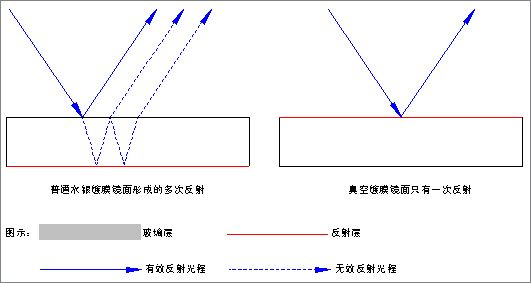 普通水银镀膜镜面形成的多次反射
真空镀膜镜面只有一次反射
图示: 玻璃层 反射层
有效反射光程 无效反射光程